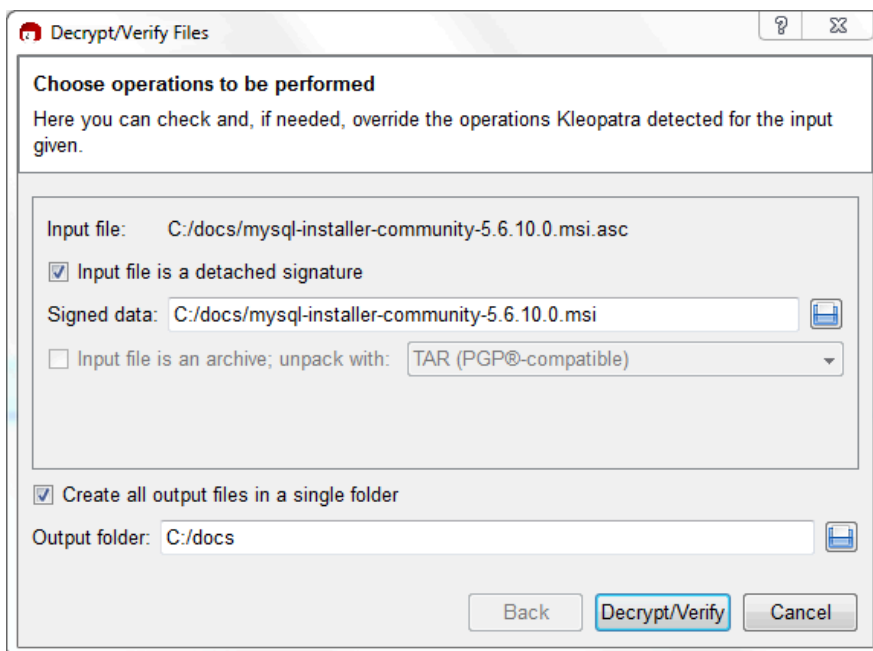 Decrypt/Verify Files
Choose operations to be performed
Here you can check and, if needed, override the operations Kleopatra detected for the input
given.
Input file: C:/docs/mysql-installer-community-5.6.10.0.msi.asc
Input file is a detached signature
Signed data: C:/docs/mysql-installer-community-5.6.10.0.msi
Input file is an archive; unpack with: TAR (PGP®-compatible)
Create all output files in a single folder
Output folder: C:/docs
Back Decrypt/Verify Cancel